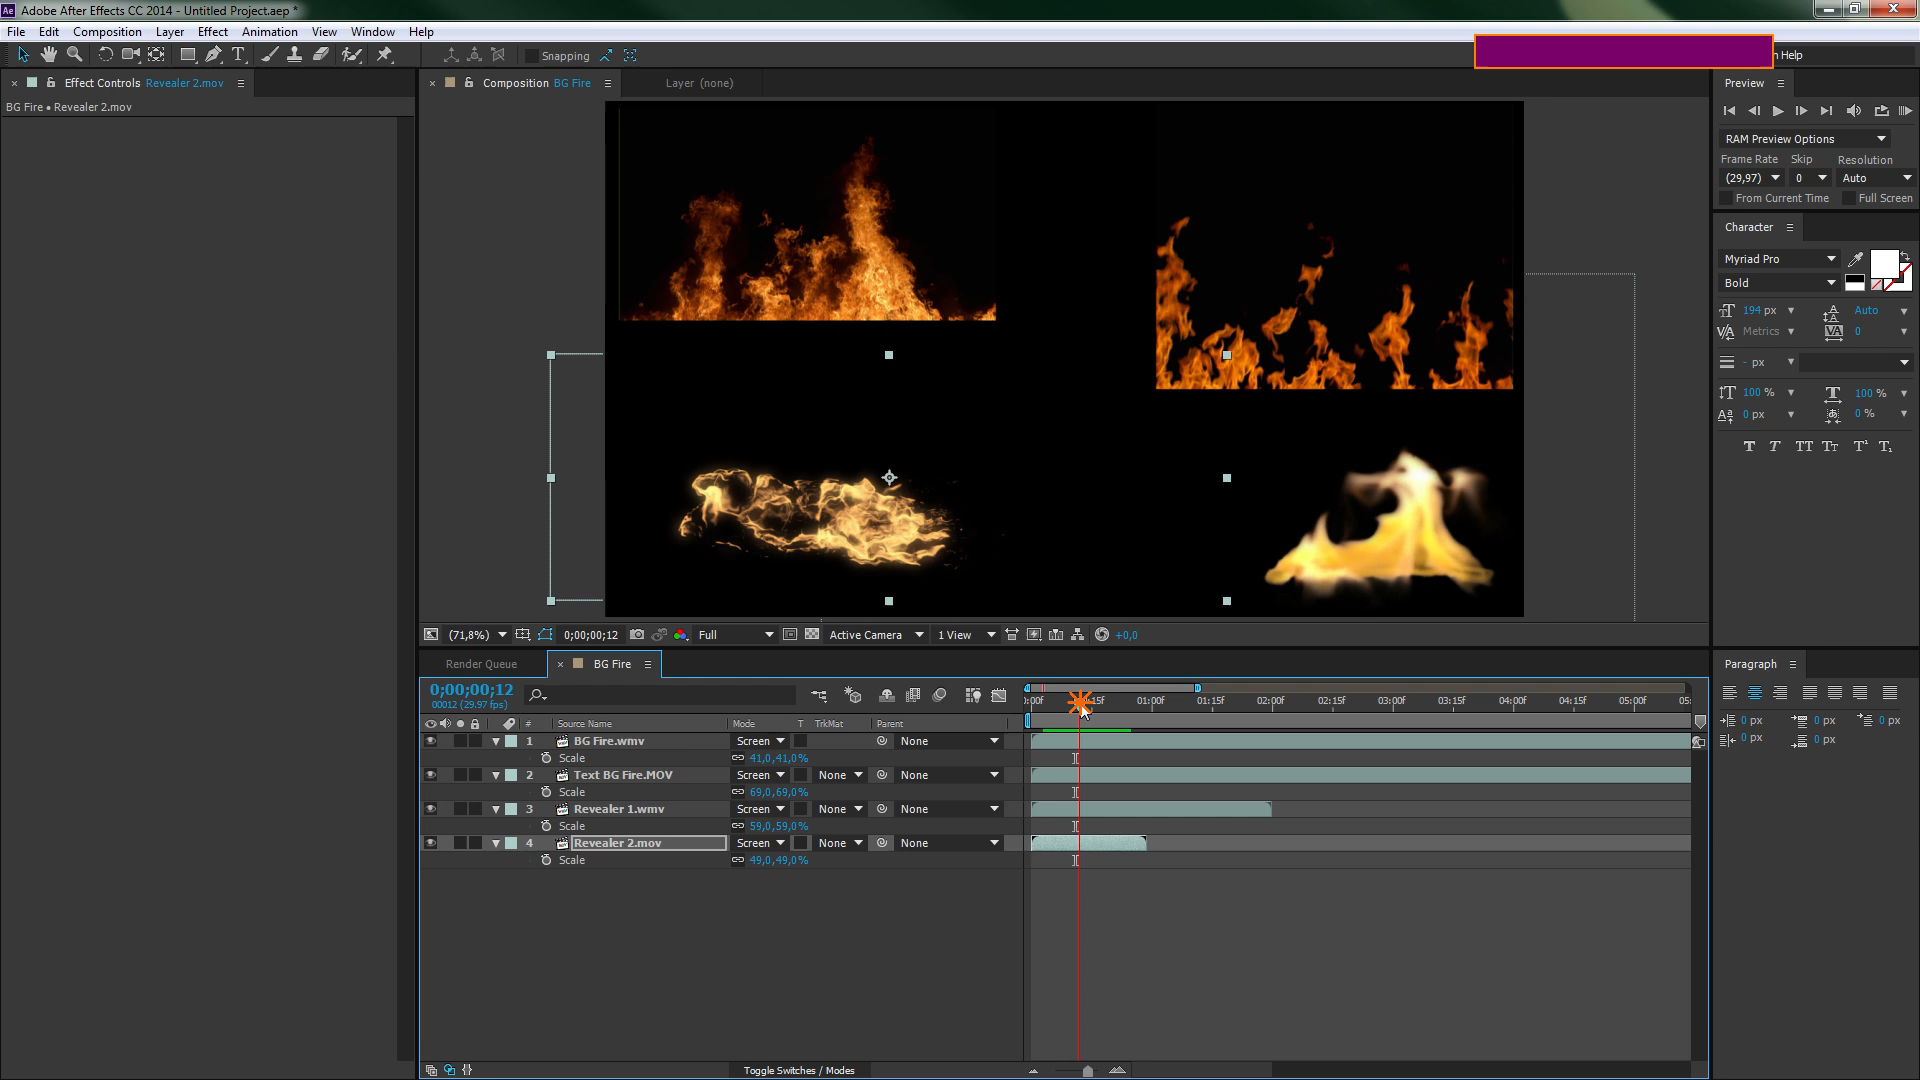 Adobe After Effects CC 2014 - Untitled Project.aep *
File Edit Composition Layer Effect Animation View Window Help
Snapping
Help
Effect Controls Revealer 2.mov
BG Fire • Revealer 2.mov
Composition BG Fire
Layer (none)
Preview
RAM Preview Options
Frame Rate Skip Resolution
(29,97) 0 Auto
From Current Time Full Screen
Character
Myriad Pro
Bold
194 px Auto
Metrics 0
- px
100 % 100 %
0 px 0 %
(71,8%) 0;00;00;12 Full Active Camera 1 View +0,0
Render Queue BG Fire
0;00;00;12
00012 (29.97 fps)
:00f 15f 01:00f 01:15f 02:00f 02:15f 03:00f 03:15f 04:00f 04:15f 05:00f 05:
# Source Name Mode T TrkMat Parent
1 BG Fire.wmv Screen None
Scale 41,0,41,0%
2 Text BG Fire.MOV Screen None None
Scale 69,0,69,0%
3 Revealer 1.wmv Screen None None
Scale 59,0,59,0%
4 Revealer 2.mov Screen None None
Scale 49,0,49,0%
Toggle Switches / Modes
Paragraph
0 px 0 px 0 px
0 px 0 px